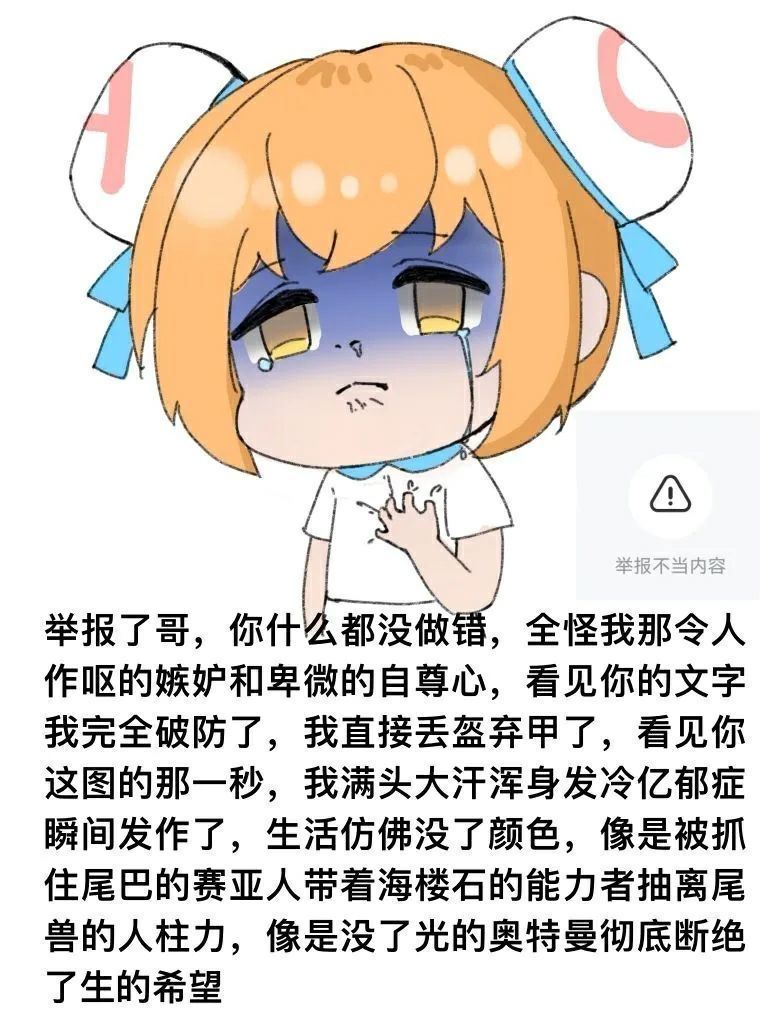 A C
举报不当内容
举报了哥，你什么都没做错，全怪我那令人
作呕的嫉妒和卑微的自尊心，看见你的文字
我完全破防了，我直接丢盔弃甲了，看见你
这图的那一秒，我满头大汗浑身发冷亿郁症
瞬间发作了，生活仿佛没了颜色，像是被抓
住尾巴的赛亚人带着海楼石的能力者抽离尾
兽的人柱力，像是没了光的奥特曼彻底断绝
了生的希望